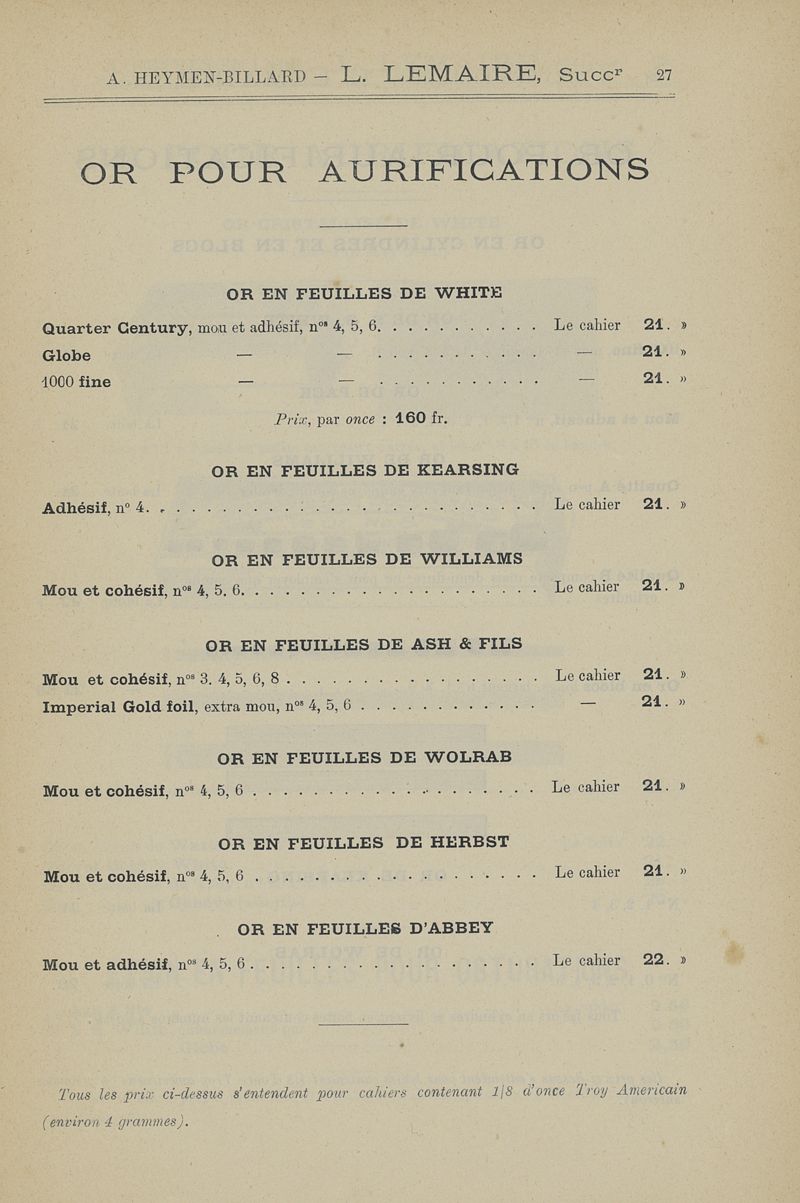 A. HEYMEN-BILLARD — L. LEMAIRE, Succr 27
OR POUR AURIFICATIONS
OR EN FEUILLES DE WHITE
Quarter Century, mou et adhésif, nos 4, 5, 6. . . . . . . . . . . Le cahier 21. »
Globe — — . . . . . . . . . . . — 21. »
1000 fine — — . . . . . . . . . . . — 21. »
Prix, par once : 160 fr.
OR EN FEUILLES DE KEARSING
Adhésif, no 4. . . . . . . . . . . . . . . . . . . . . . . . . . Le cahier 21. »
OR EN FEUILLES DE WILLIAMS
Mou et cohésif, nos 4, 5. 6. . . . . . . . . . . . . . . . . . . . Le cahier 21. »
OR EN FEUILLES DE ASH & FILS
Mou et cohésif, nos 3. 4, 5, 6, 8 . . . . . . . . . . . . . . . . . Le cahier 21. »
Imperial Gold foil, extra mou, nos 4, 5, 6 . . . . . . . . . . . . — 21. »
OR EN FEUILLES DE WOLRAB
Mou et cohésif, nos 4, 5, 6 . . . . . . . . . . . . . . . . . . . Le cahier 21. »
OR EN FEUILLES DE HERBST
Mou et cohésif, nos 4, 5, 6 . . . . . . . . . . . . . . . . . . . Le cahier 21. »
OR EN FEUILLES D'ABBEY
Mou et adhésif, nos 4, 5, 6 . . . . . . . . . . . . . . . . . . . Le cahier 22. »
Tous les prix ci-dessus s'entendent pour cahiers contenant 1|8 d'once Troy Americain
(environ 4 grammes).